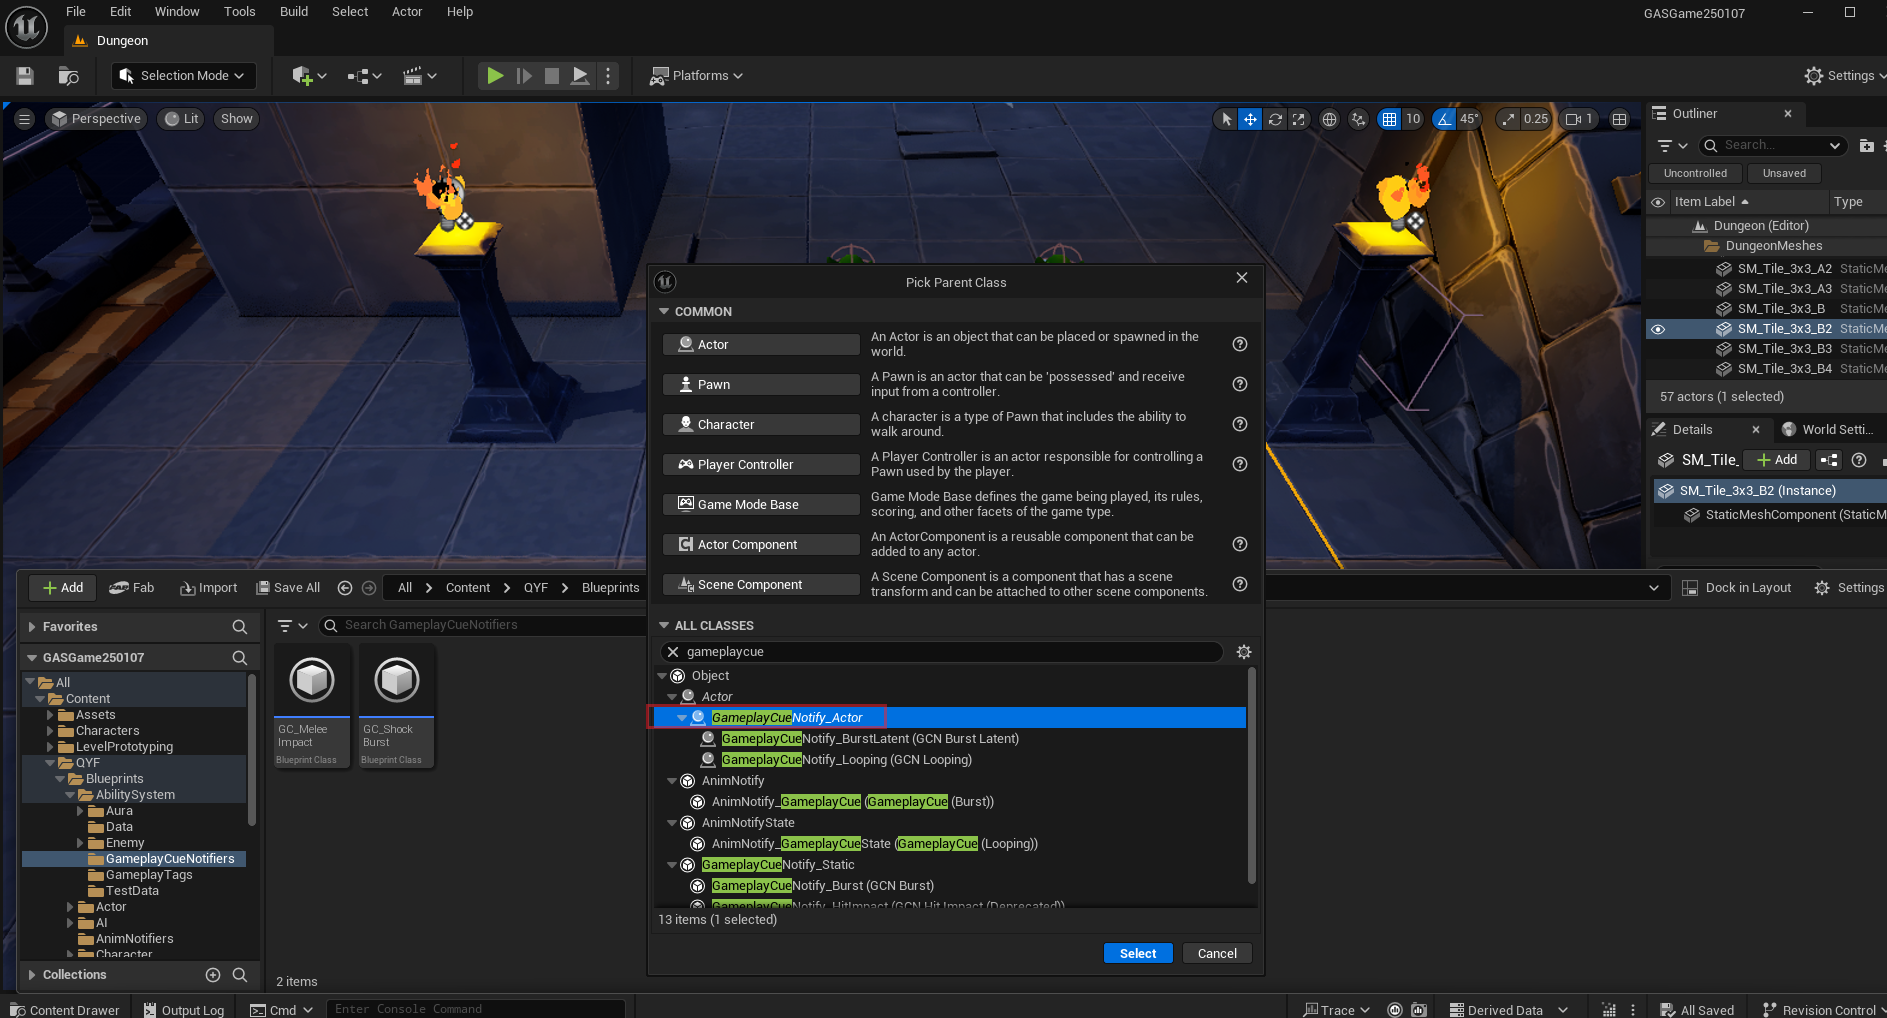 File Edit Window Tools Build Select Actor Help
GASGame250107
Dungeon
Selection Mode
Platforms
Settings
Perspective Lit Show
10 45° 0.25 1
Outliner
Search...
Uncontrolled Unsaved
Item Label Type
Dungeon (Editor)
DungeonMeshes
SM_Tile_3x3_A2 StaticMe
SM_Tile_3x3_A3 StaticMe
SM_Tile_3x3_B StaticMe
SM_Tile_3x3_B2 StaticMe
SM_Tile_3x3_B3 StaticMe
SM_Tile_3x3_B4 StaticMe
57 actors (1 selected)
Details World Setti...
SM_Tile_ Add
SM_Tile_3x3_B2 (Instance)
StaticMeshComponent (StaticM
Pick Parent Class
COMMON
Actor
An Actor is an object that can be placed or spawned in the
world.
Pawn
A Pawn is an actor that can be 'possessed' and receive
input from a controller.
Character
A character is a type of Pawn that includes the ability to
walk around.
Player Controller
A Player Controller is an actor responsible for controlling a
Pawn used by the player.
Game Mode Base
Game Mode Base defines the game being played, its rules,
scoring, and other facets of the game type.
Actor Component
An ActorComponent is a reusable component that can be
added to any actor.
Scene Component
A Scene Component is a component that has a scene
transform and can be attached to other scene components.
ALL CLASSES
gameplaycue
Object
Actor
GameplayCueNotify_Actor
GameplayCueNotify_BurstLatent (GCN Burst Latent)
GameplayCueNotify_Looping (GCN Looping)
AnimNotify
AnimNotify_GameplayCue (GameplayCue (Burst))
AnimNotifyState
AnimNotify_GameplayCueState (GameplayCue (Looping))
GameplayCueNotify_Static
GameplayCueNotify_Burst (GCN Burst)
GameplayCueNotify_HitImpact (GCN Hit Impact (Deprecated))
13 items (1 selected)
Select Cancel
Add Fab Import Save All All Content QYF Blueprints
Dock in Layout Settings
Favorites
GASGame250107
All
Content
Assets
Characters
LevelPrototyping
QYF
Blueprints
AbilitySystem
Aura
Data
Enemy
GameplayCueNotifiers
GameplayTags
TestData
Actor
AI
AnimNotifiers
Character
Collections
Search GameplayCueNotifiers
GC_Melee
Impact
Blueprint Class
GC_Shock
Burst
Blueprint Class
2 items
Content Drawer Output Log Cmd Enter Console Command
Trace Derived Data All Saved Revision Control